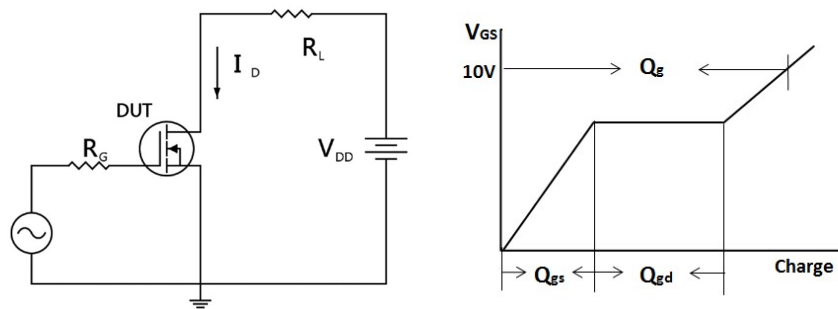 R_L
I_D
DUT
R_G
V_DD
V_GS
10V
Q_g
Q_gs
Q_gd
Charge